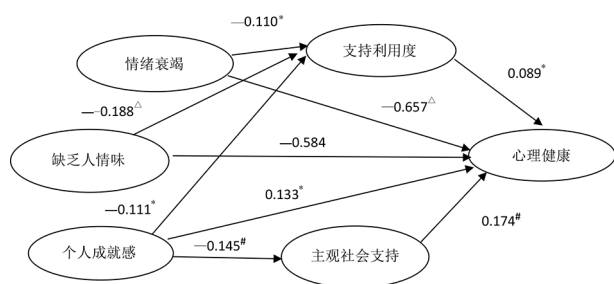 —0.110*
情绪衰竭
支持利用度
0.089*
—0.188△
—0.657△
缺乏人情味
—0.584
心理健康
—0.111*
0.133*
0.174#
个人成就感
—0.145#
主观社会支持